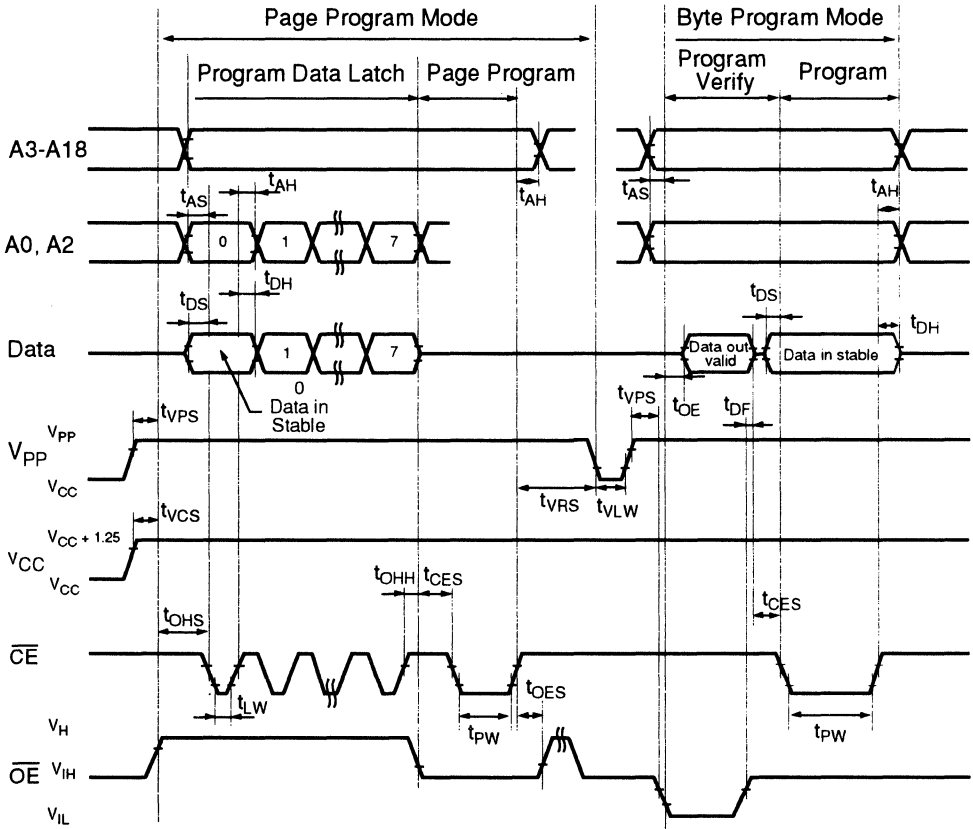 Page Program Mode
Byte Program Mode
Program Data Latch
Page Program
Program Verify
Program
A3-A18
tAS
tAH
tAH
tAS
tAH
A0, A2
0
1
7
tDS
tDH
tDS
tDH
Data
1
7
Data out valid
Data in stable
0
Data in Stable
tVPS
tVPS
tOE
tDF
VPP
VPP
VCC
tVRS
tVLW
tVCS
VCC
VCC + 1.25
VCC
tOHH
tCES
tCES
tOHS
CE
tLW
tPW
tOES
tPW
OE
VH
VIH
VIL